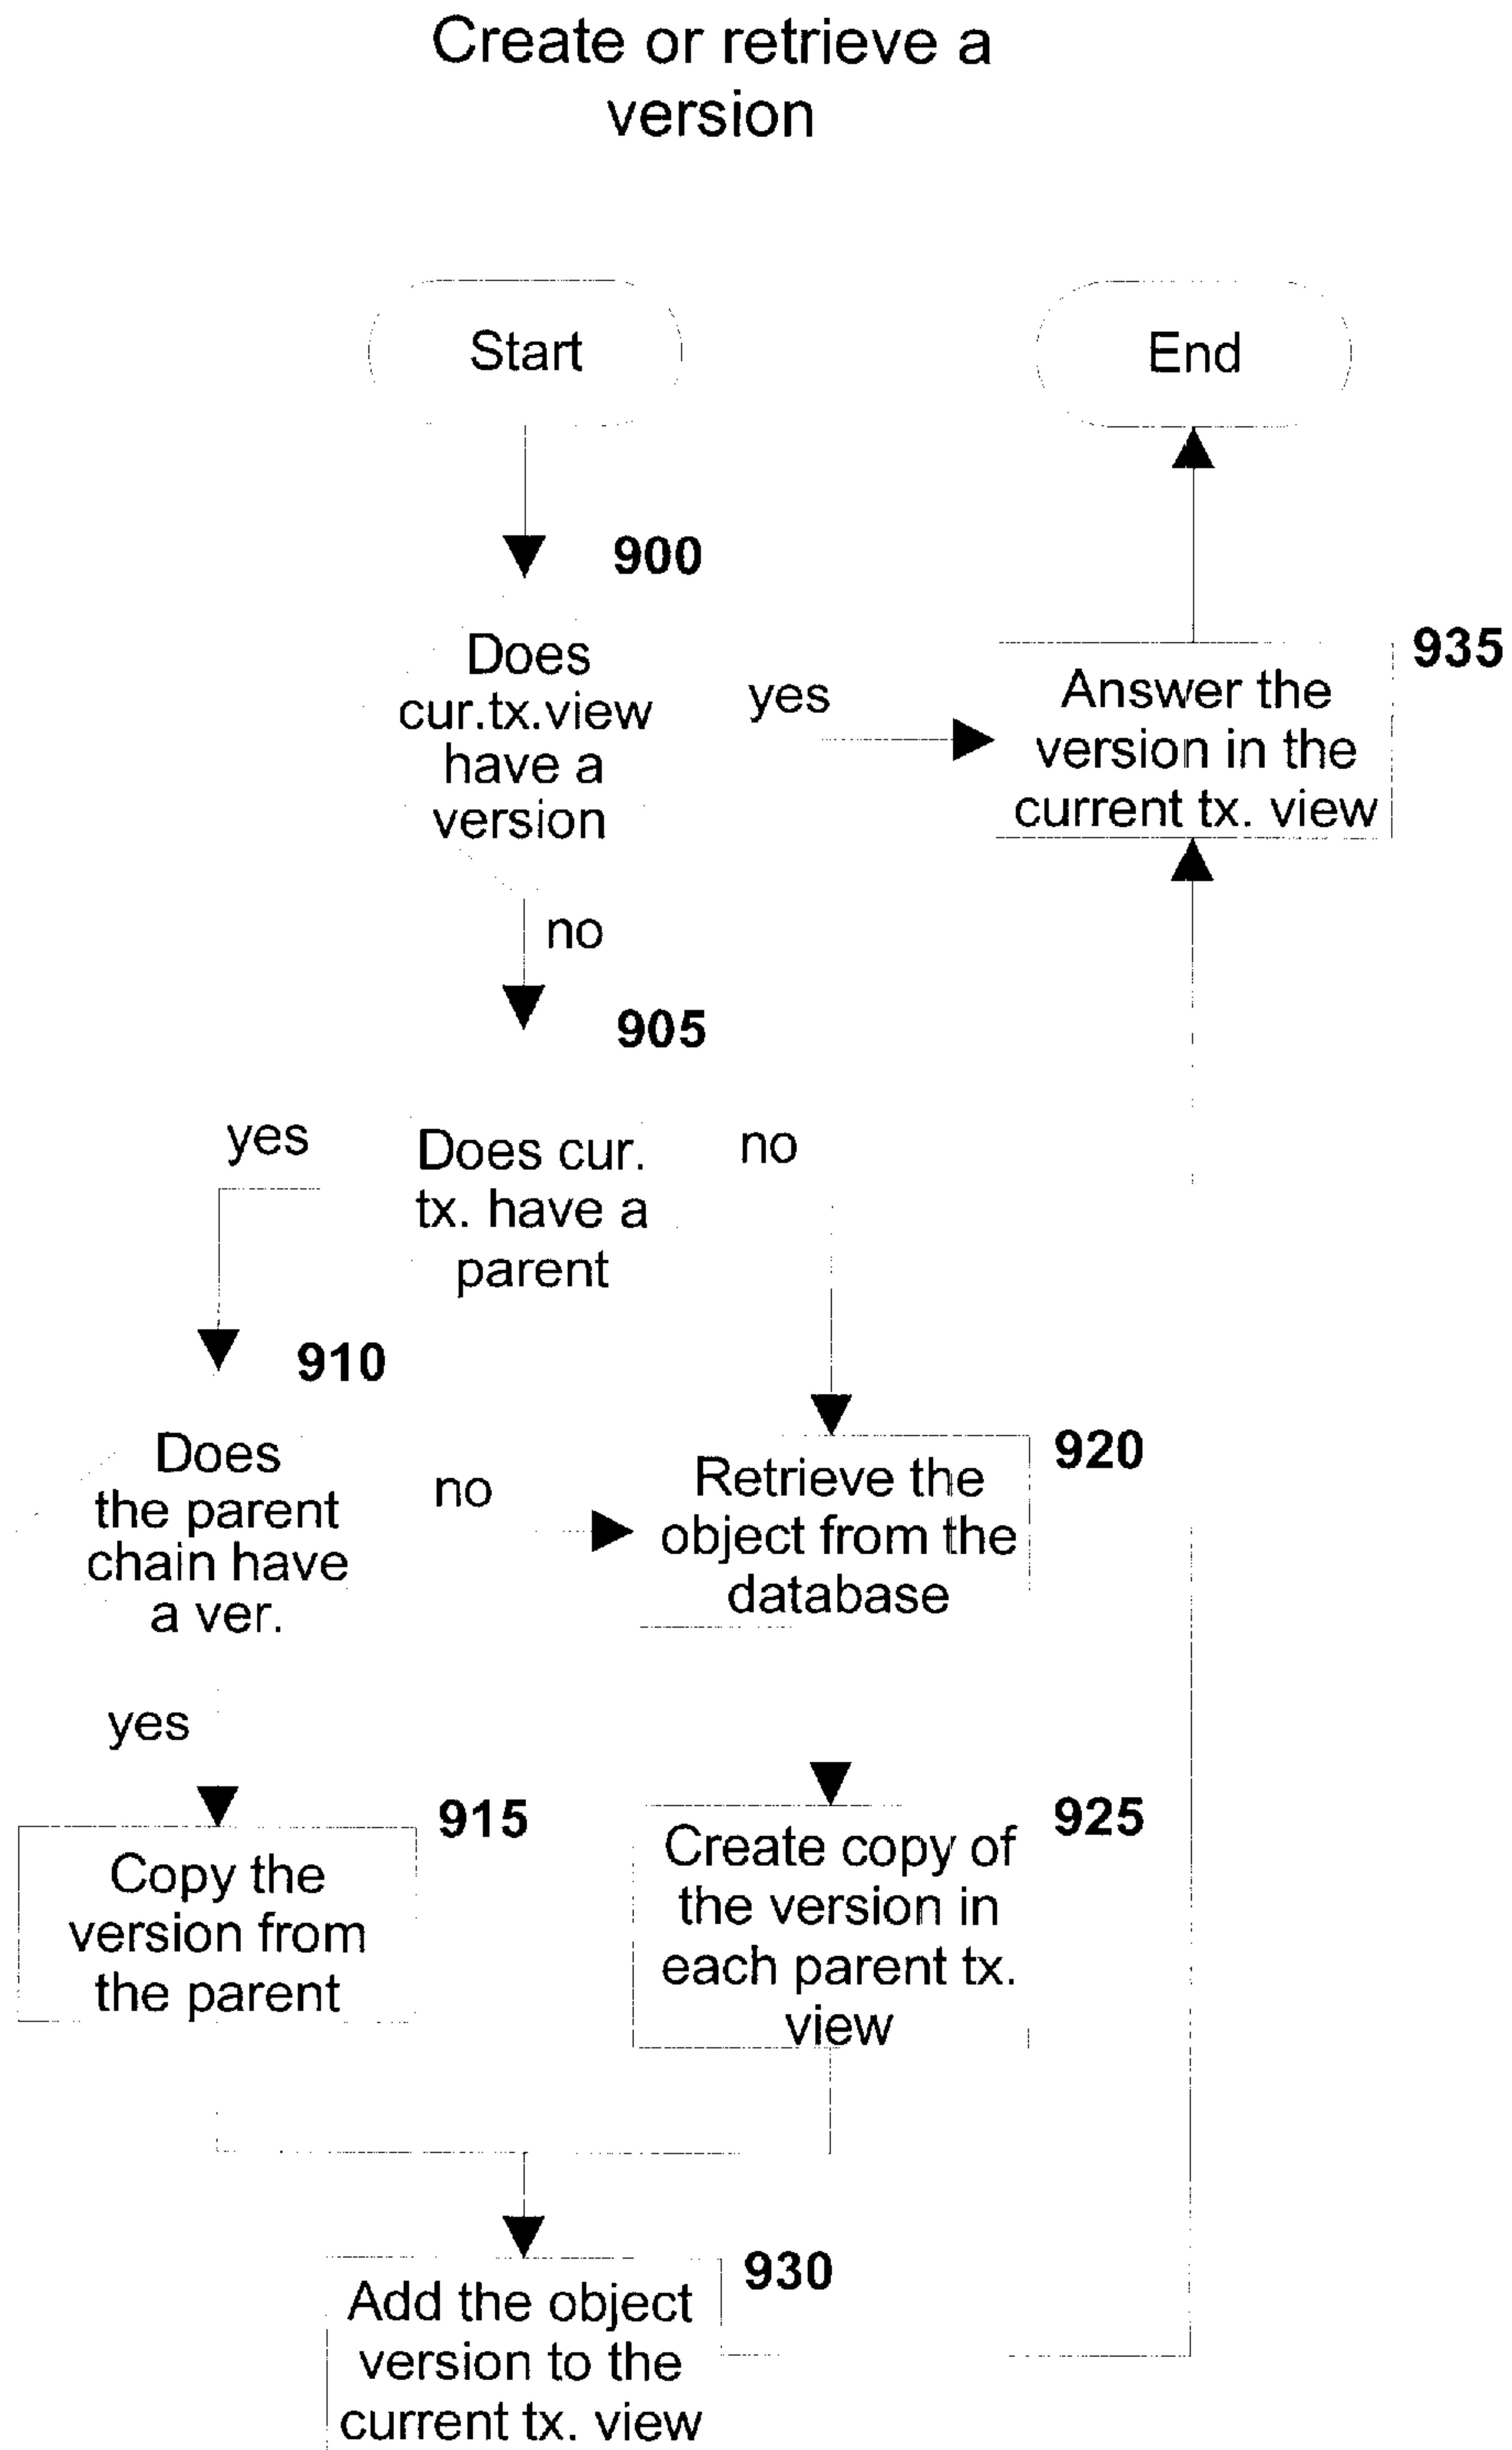 Create or retrieve a
version
Start
End
900
Does
cur.tx.view
have a
version
yes
935
Answer the
version in the
current tx. view
no
905
yes
Does cur.
tx. have a
parent
no
910
Does
the parent
chain have
a ver.
no
920
Retrieve the
object from the
database
yes
915
Copy the
version from
the parent
925
Create copy of
the version in
each parent tx.
view
930
Add the object
version to the
current tx. view